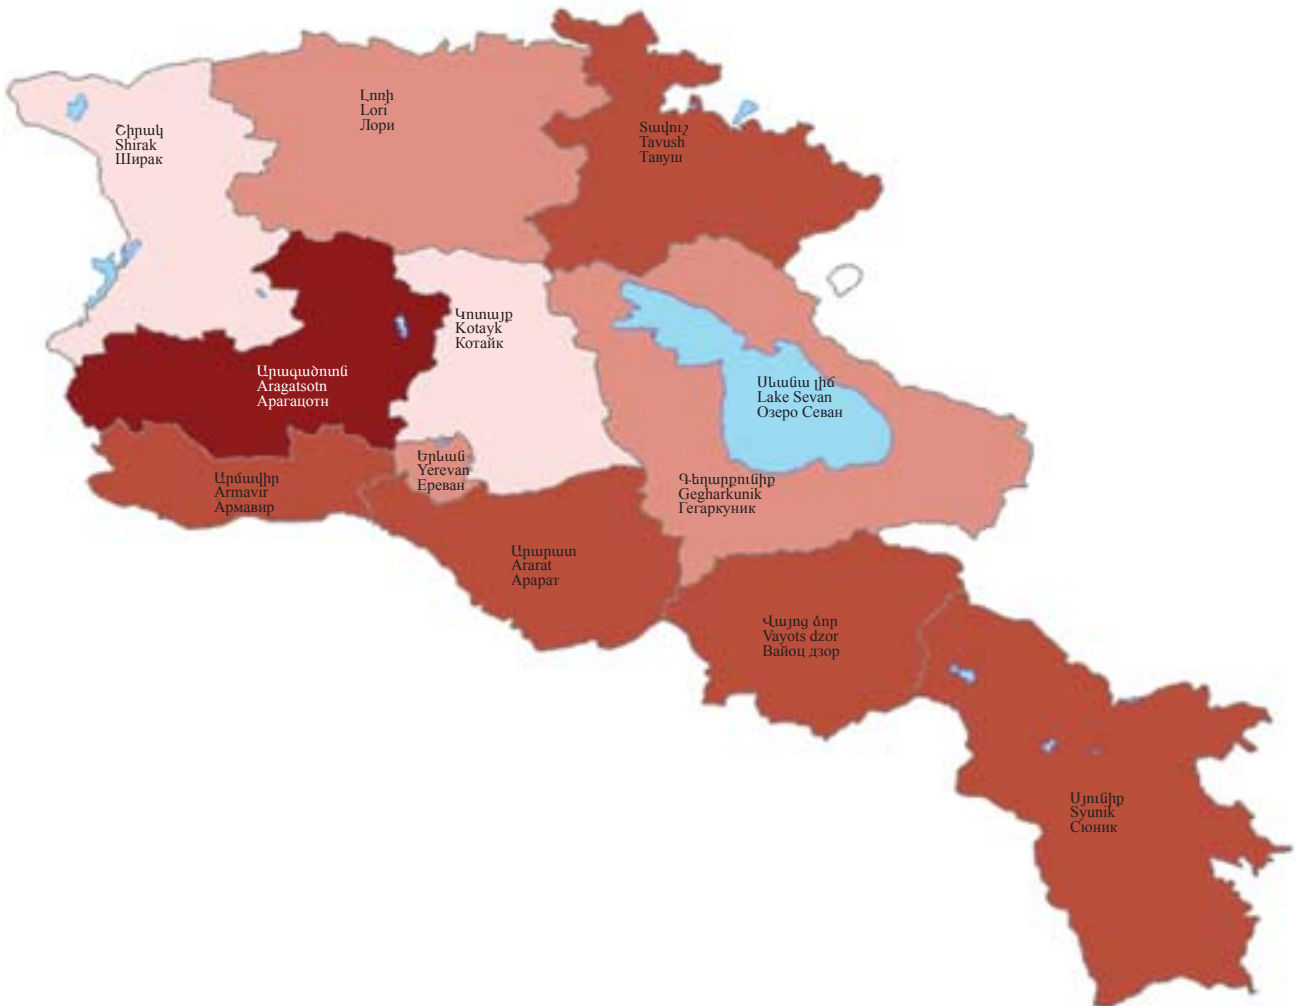 Շիրակ
Shirak
Ширак
Լոռի
Lori
Лори
Տավուշ
Tavush
Тавуш
Արագածոտն
Aragatsotn
Арагацотн
Կոտայք
Kotayk
Котайк
Սևանա լիճ
Lake Sevan
Озеро Севан
Արմավիր
Armavir
Армавир
Երևան
Yerevan
Ереван
Գեղարքունիք
Gegharkunik
Гегаркуник
Արարատ
Ararat
Арарат
Վայոց ձոր
Vayots dzor
Вайоц дзор
Սյունիք
Syunik
Сюник